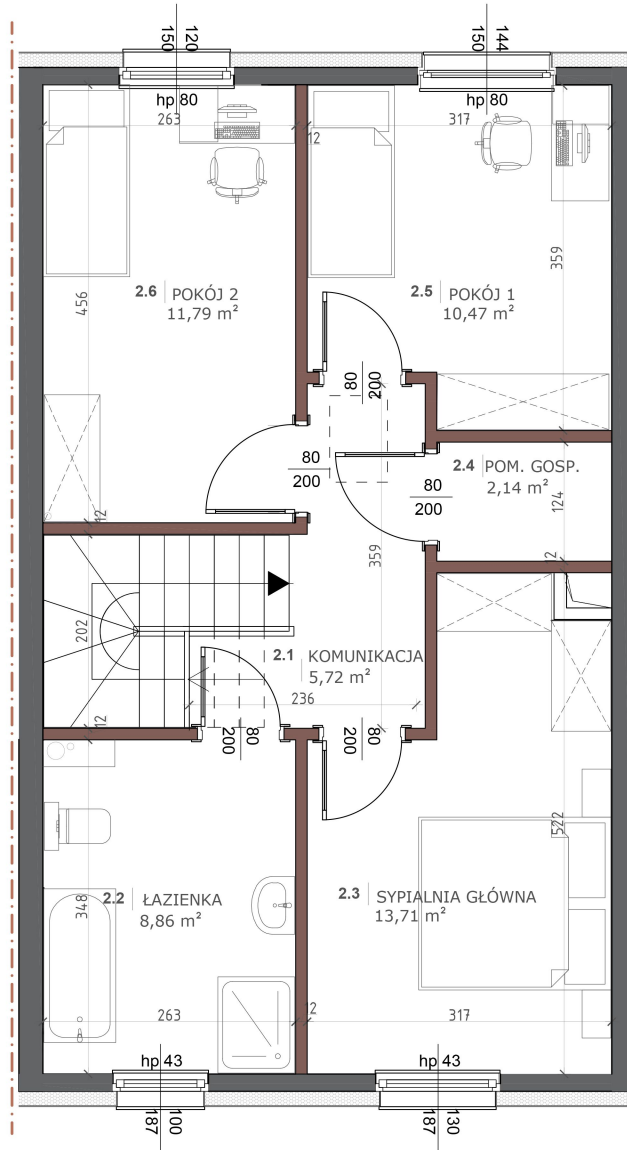 120
150
144
150
hp 80
hp 80
263
12
317
456
359
2.6 POKÓJ 2
11,79 m²
2.5 POKÓJ 1
10,47 m²
80
200
80
200
2.4 POM. GOSP.
2,14 m²
80
200
124
12
12
359
202
2.1 KOMUNIKACJA
5,72 m²
236
12
80
200
80
200
522
348
2.2 ŁAZIENKA
8,86 m²
2.3 SYPIALNIA GŁÓWNA
13,71 m²
263
12
317
hp 43
hp 43
100
187
130
187